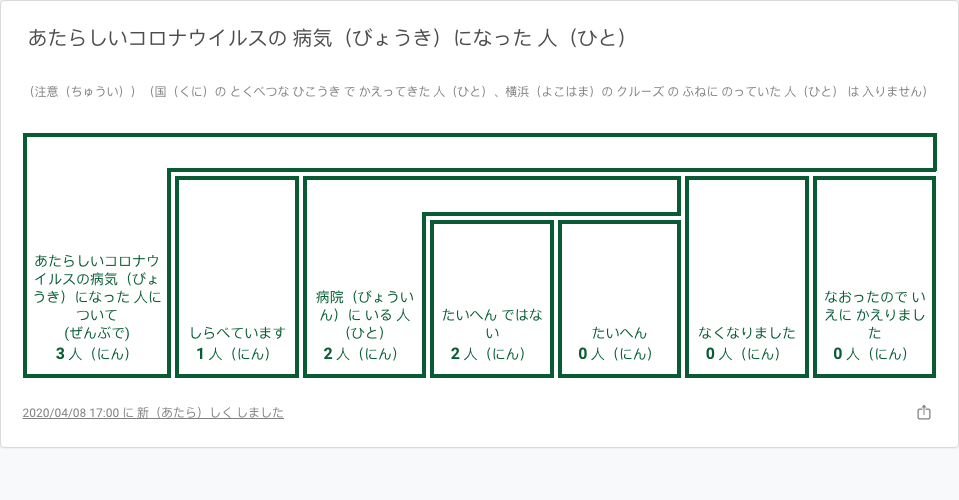 あたらしいコロナウイルスの 病気（びょうき）になった 人（ひと）
（注意（ちゅうい））（国（くに）の とくべつな ひこうき で かえってきた 人（ひと）、横浜（よこはま）の クルーズ の ふねに のっていた 人（ひと） は 入りません）
あたらしいコロナウ
イルスの病気（びょ
うき）になった 人に
ついて
(ぜんぶで)
3 人（にん）
しらべています
1 人（にん）
病院（びょういん）に いる 人
（ひと）
2 人（にん）
たいへん ではな
い
2 人（にん）
たいへん
0 人（にん）
なくなりました
0 人（にん）
なおったので い
えに かえりまし
た
0 人（にん）
2020/04/08 17:00 に 新（あたら）しく しました